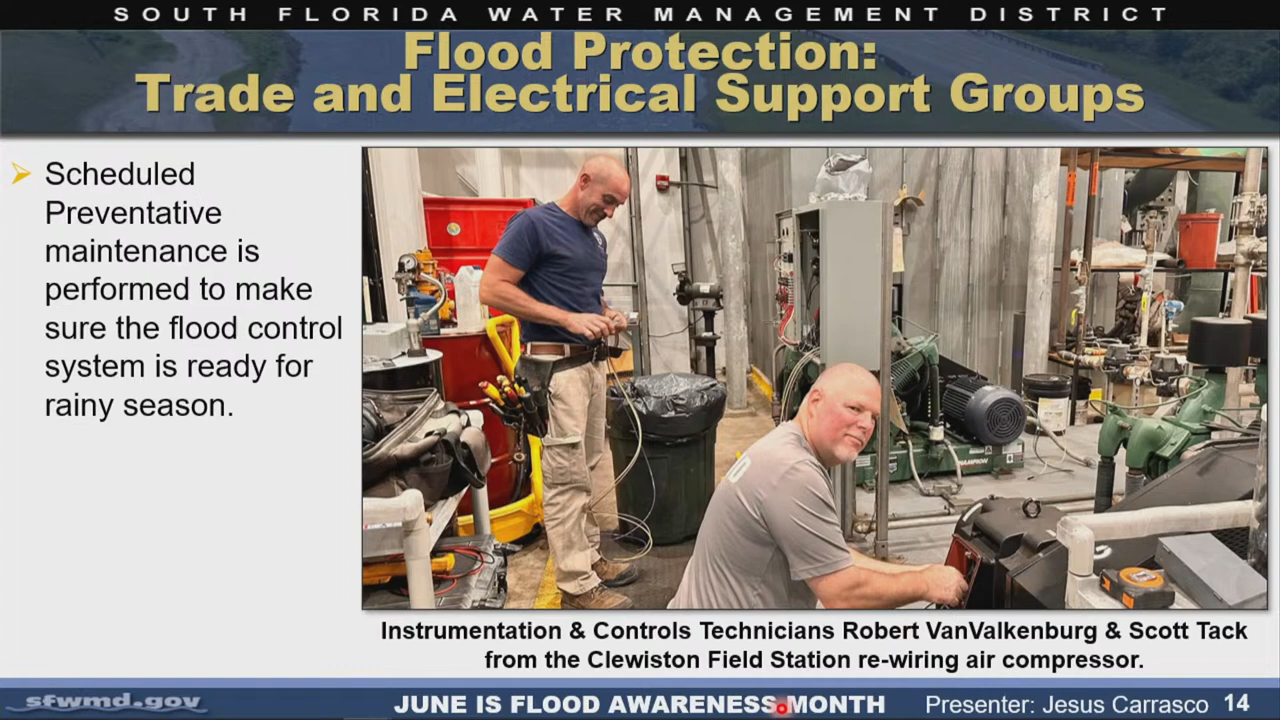 SOUTH FLORIDA WATER MANAGEMENT DISTRICT
Flood Protection:
Trade and Electrical Support Groups
Scheduled
Preventative
maintenance is
performed to make
sure the flood control
system is ready for
rainy season.
CHAMPION
Instrumentation & Controls Technicians Robert VanValkenburg & Scott Tack
from the Clewiston Field Station re-wiring air compressor.
sfwmd.gov
JUNE IS FLOOD AWARENESS MONTH
Presenter: Jesus Carrasco 14